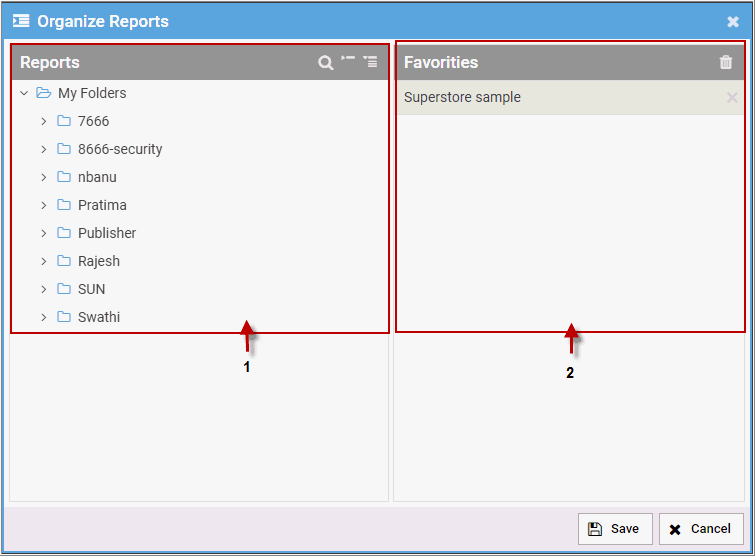 Organize Reports
Reports
Favorities
My Folders
Superstore sample
7666
8666-security
nbanu
Pratima
Publisher
Rajesh
SUN
Swathi
1
2
Save
Cancel